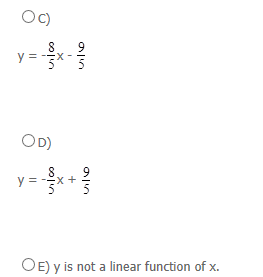 C)
y = -8/5x - 9/5
D)
y = -8/5x + 9/5
E) y is not a linear function of x.